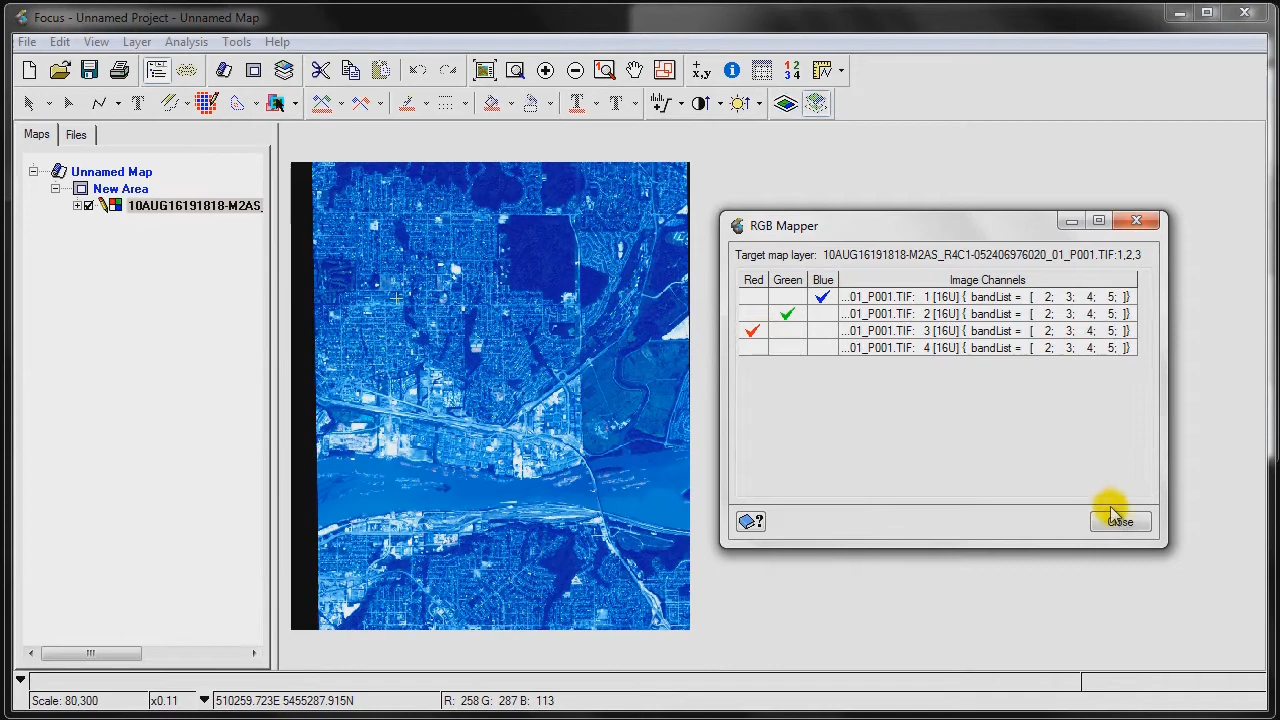 Focus - Unnamed Project - Unnamed Map
File Edit View Layer Analysis Tools Help
Maps Files
Unnamed Map
New Area
10AUG16191818-M2AS_
RGB Mapper
Target map layer: 10AUG16191818-M2AS_R4C1-052406976020_01_P001.TIF:1,2,3
Red Green Blue Image Channels
...01_P001.TIF: 1 [16U] { bandList = [ 2; 3; 4; 5; ]}
...01_P001.TIF: 2 [16U] { bandList = [ 2; 3; 4; 5; ]}
...01_P001.TIF: 3 [16U] { bandList = [ 2; 3; 4; 5; ]}
...01_P001.TIF: 4 [16U] { bandList = [ 2; 3; 4; 5; ]}
Close
Scale: 80,300 x0.11 510259.723E 5455287.915N R: 258 G: 287 B: 113